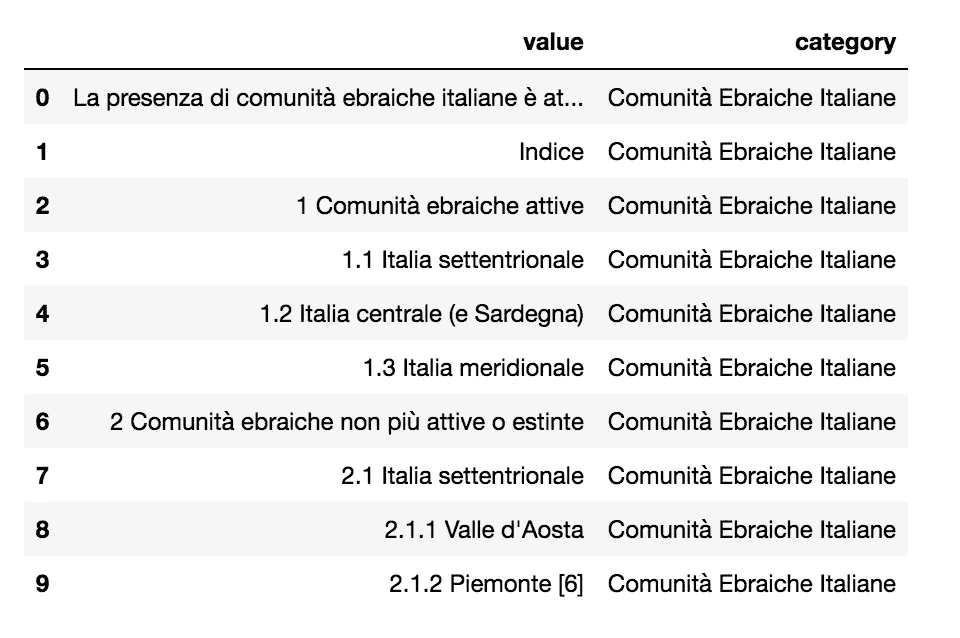 value category
0 La presenza di comunità ebraiche italiane è at... Comunità Ebraiche Italiane
1 Indice Comunità Ebraiche Italiane
2 1 Comunità ebraiche attive Comunità Ebraiche Italiane
3 1.1 Italia settentrionale Comunità Ebraiche Italiane
4 1.2 Italia centrale (e Sardegna) Comunità Ebraiche Italiane
5 1.3 Italia meridionale Comunità Ebraiche Italiane
6 2 Comunità ebraiche non più attive o estinte Comunità Ebraiche Italiane
7 2.1 Italia settentrionale Comunità Ebraiche Italiane
8 2.1.1 Valle d'Aosta Comunità Ebraiche Italiane
9 2.1.2 Piemonte [6] Comunità Ebraiche Italiane